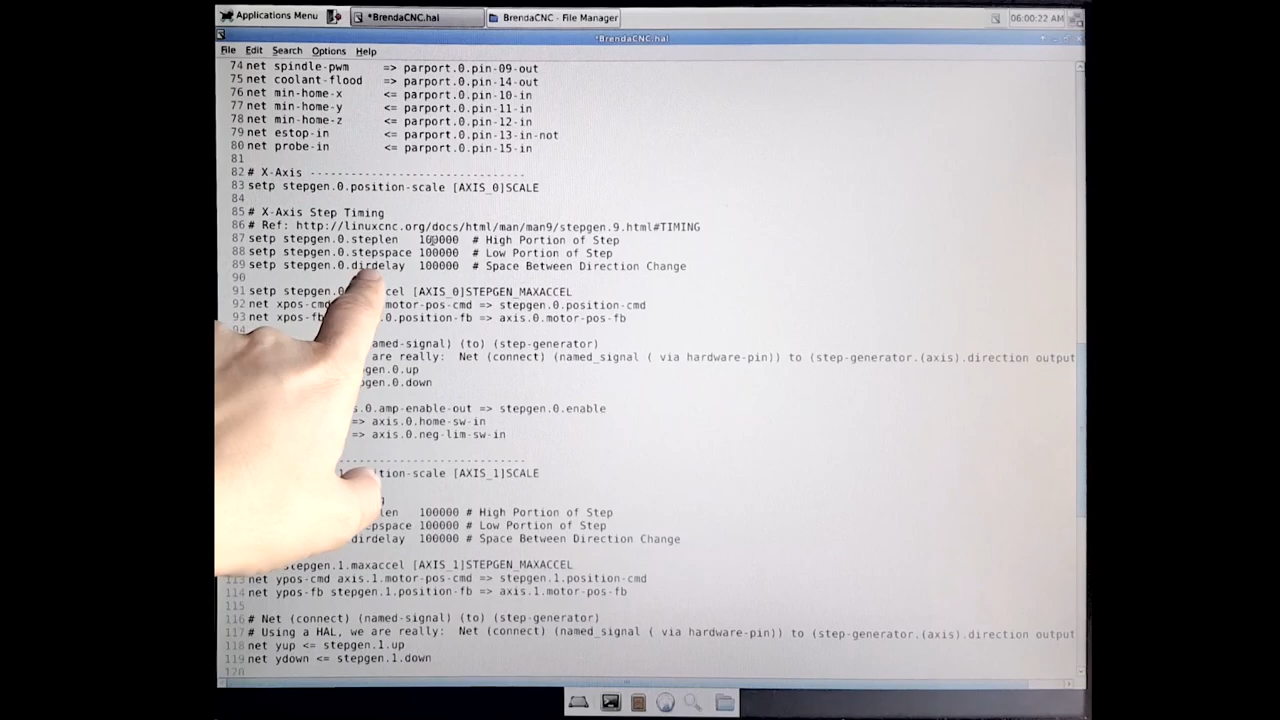 Applications Menu
*BrendaCNC.hal
BrendaCNC - File Manager
06:00:22 AM
*BrendaCNC.hal
File Edit Search Options Help
74 net spindle-pwm => parport.0.pin-09-out
75 net coolant-flood => parport.0.pin-14-out
76 net min-home-x <= parport.0.pin-10-in
77 net min-home-y <= parport.0.pin-11-in
78 net min-home-z <= parport.0.pin-12-in
79 net estop-in <= parport.0.pin-13-in-not
80 net probe-in <= parport.0.pin-15-in
81
82 # X-Axis ----------------------------
83 setp stepgen.0.position-scale [AXIS_0]SCALE
84
85 # X-Axis Step Timing
86 # Ref: http://linuxcnc.org/docs/html/man/man9/stepgen.9.html#TIMING
87 setp stepgen.0.steplen 100000 # High Portion of Step
88 setp stepgen.0.stepspace 100000 # Low Portion of Step
89 setp stepgen.0.dirdelay 100000 # Space Between Direction Change
90
91 setp stepgen.0 cel [AXIS_0]STEPGEN_MAXACCEL
92 net xpos-cmd motor-pos-cmd => stepgen.0.position-cmd
93 net xpos-fb .0.position-fb => axis.0.motor-pos-fb
94
amed-signal) (to) (step-generator)
are really: Net (connect) (named_signal ( via hardware-pin)) to (step-generator.(axis).direction output
gen.0.up
gen.0.down
s.0.amp-enable-out => stepgen.0.enable
=> axis.0.home-sw-in
=> axis.0.neg-lim-sw-in
----------------------------
ition-scale [AXIS_1]SCALE
g
len 100000 # High Portion of Step
epspace 100000 # Low Portion of Step
dirdelay 100000 # Space Between Direction Change
stepgen.1.maxaccel [AXIS_1]STEPGEN_MAXACCEL
113 net ypos-cmd axis.1.motor-pos-cmd => stepgen.1.position-cmd
114 net ypos-fb stepgen.1.position-fb => axis.1.motor-pos-fb
115
116 # Net (connect) (named-signal) (to) (step-generator)
117 # Using a HAL, we are really: Net (connect) (named_signal ( via hardware-pin)) to (step-generator.(axis).direction output
118 net yup <= stepgen.1.up
119 net ydown <= stepgen.1.down
120